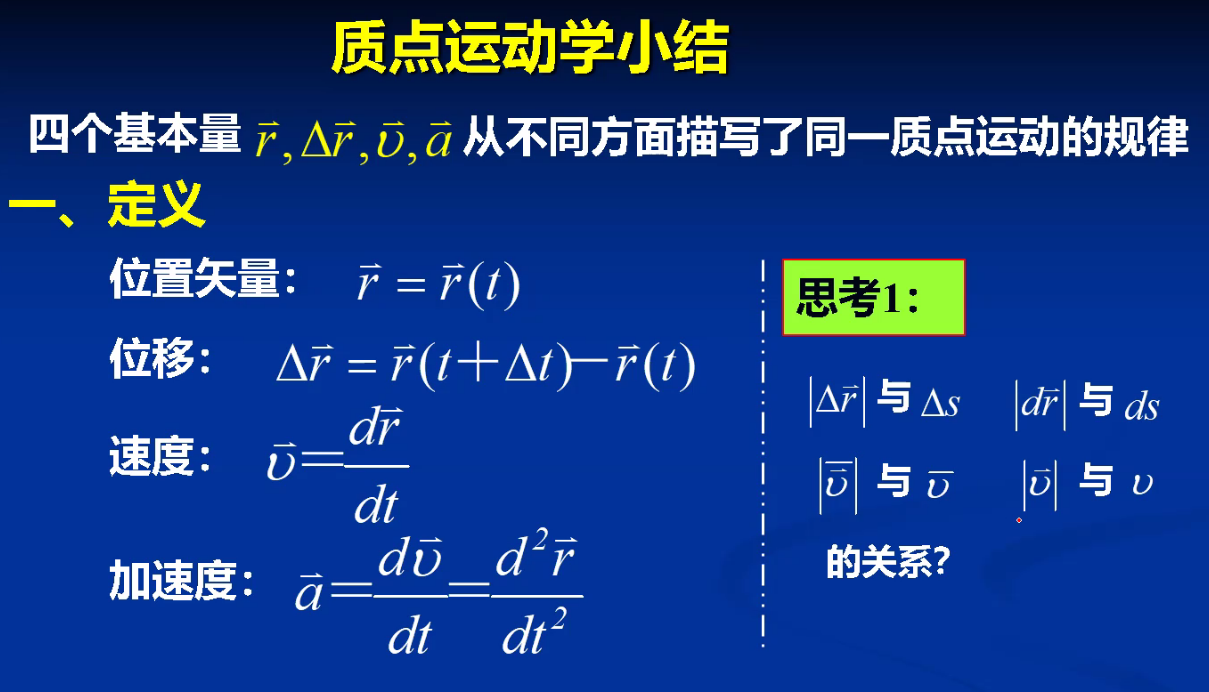 质点运动学小结
四个基本量 $\vec{r}, \Delta\vec{r}, \vec{\upsilon}, \vec{a}$ 从不同方面描写了同一质点运动的规律
一、定义
位置矢量： $\vec{r} = \vec{r}(t)$
位移： $\Delta\vec{r} = \vec{r}(t+\Delta t) - \vec{r}(t)$
速度： $\vec{\upsilon} = \frac{d\vec{r}}{dt}$
加速度： $\vec{a} = \frac{d\vec{\upsilon}}{dt} = \frac{d^2\vec{r}}{dt^2}$
思考1：
$|\Delta\vec{r}|$ 与 $\Delta s$ $|d\vec{r}|$ 与 $ds$
$|\overline{\vec{\upsilon}}|$ 与 $\overline{\upsilon}$ $|\vec{\upsilon}|$ 与 $\upsilon$
的关系?